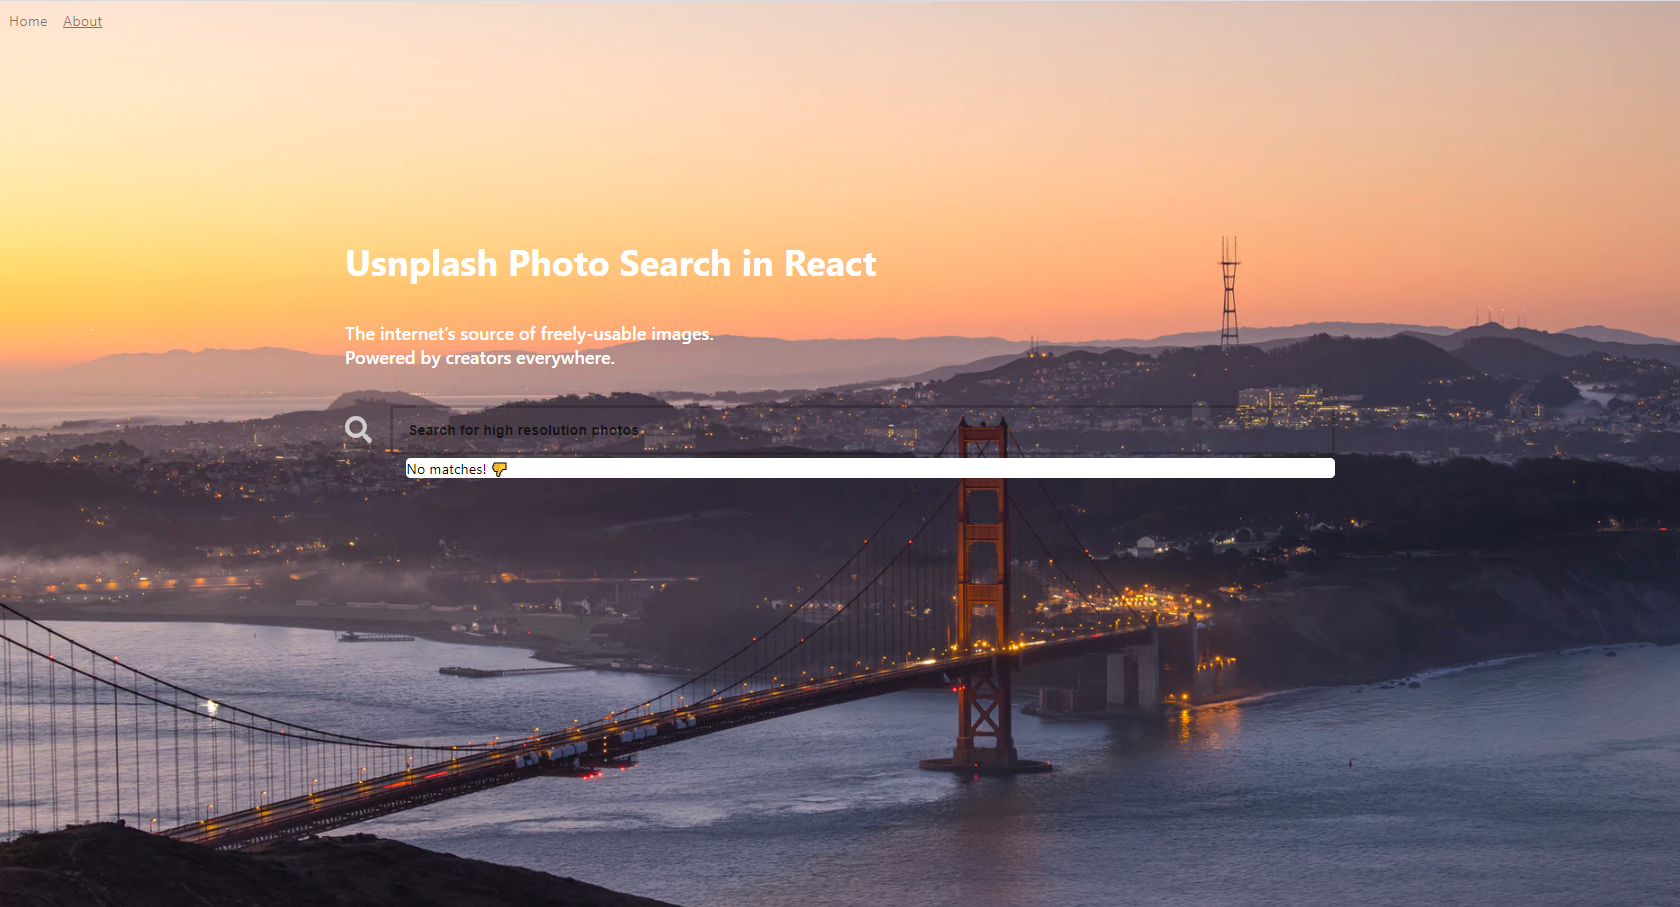 Home About
Usnplash Photo Search in React
The internet's source of freely-usable images.
Powered by creators everywhere.
Search for high resolution photos
No matches! 👎